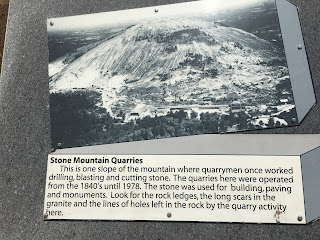 Stone Mountain Quarries
This is one slope of the mountain where quarrymen once worked
drilling, blasting and cutting stone. The quarries here were operated
from the 1840's until 1978. The stone was used for building, paving
and monuments. Look for the rock ledges, the long scars in the
granite and the lines of holes left in the rock by the quarry activity
here.